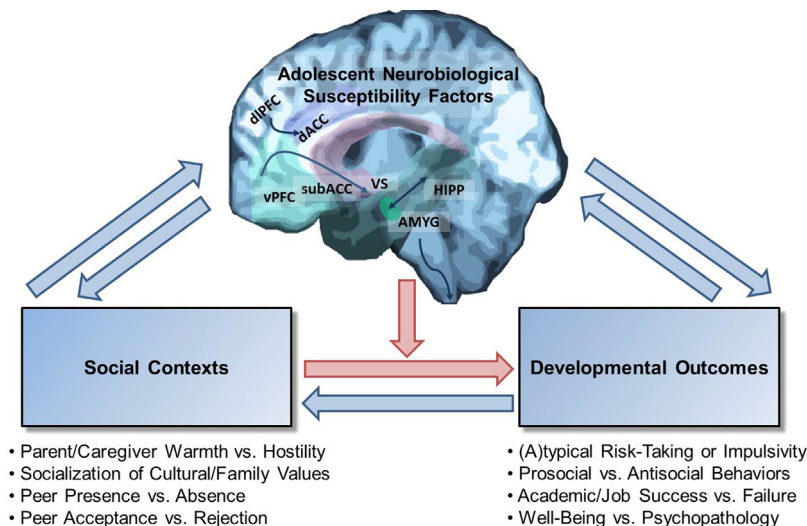 Adolescent Neurobiological
Susceptibility Factors
dlPFC
dACC
vPFC
subACC
VS
HIPP
AMYG
Social Contexts
Developmental Outcomes
• Parent/Caregiver Warmth vs. Hostility
• Socialization of Cultural/Family Values
• Peer Presence vs. Absence
• Peer Acceptance vs. Rejection
• (A)typical Risk-Taking or Impulsivity
• Prosocial vs. Antisocial Behaviors
• Academic/Job Success vs. Failure
• Well-Being vs. Psychopathology